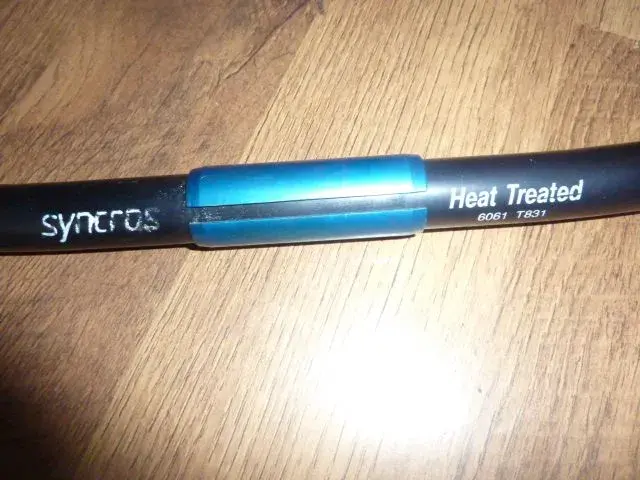 syncros
Heat Treated
6061 T831